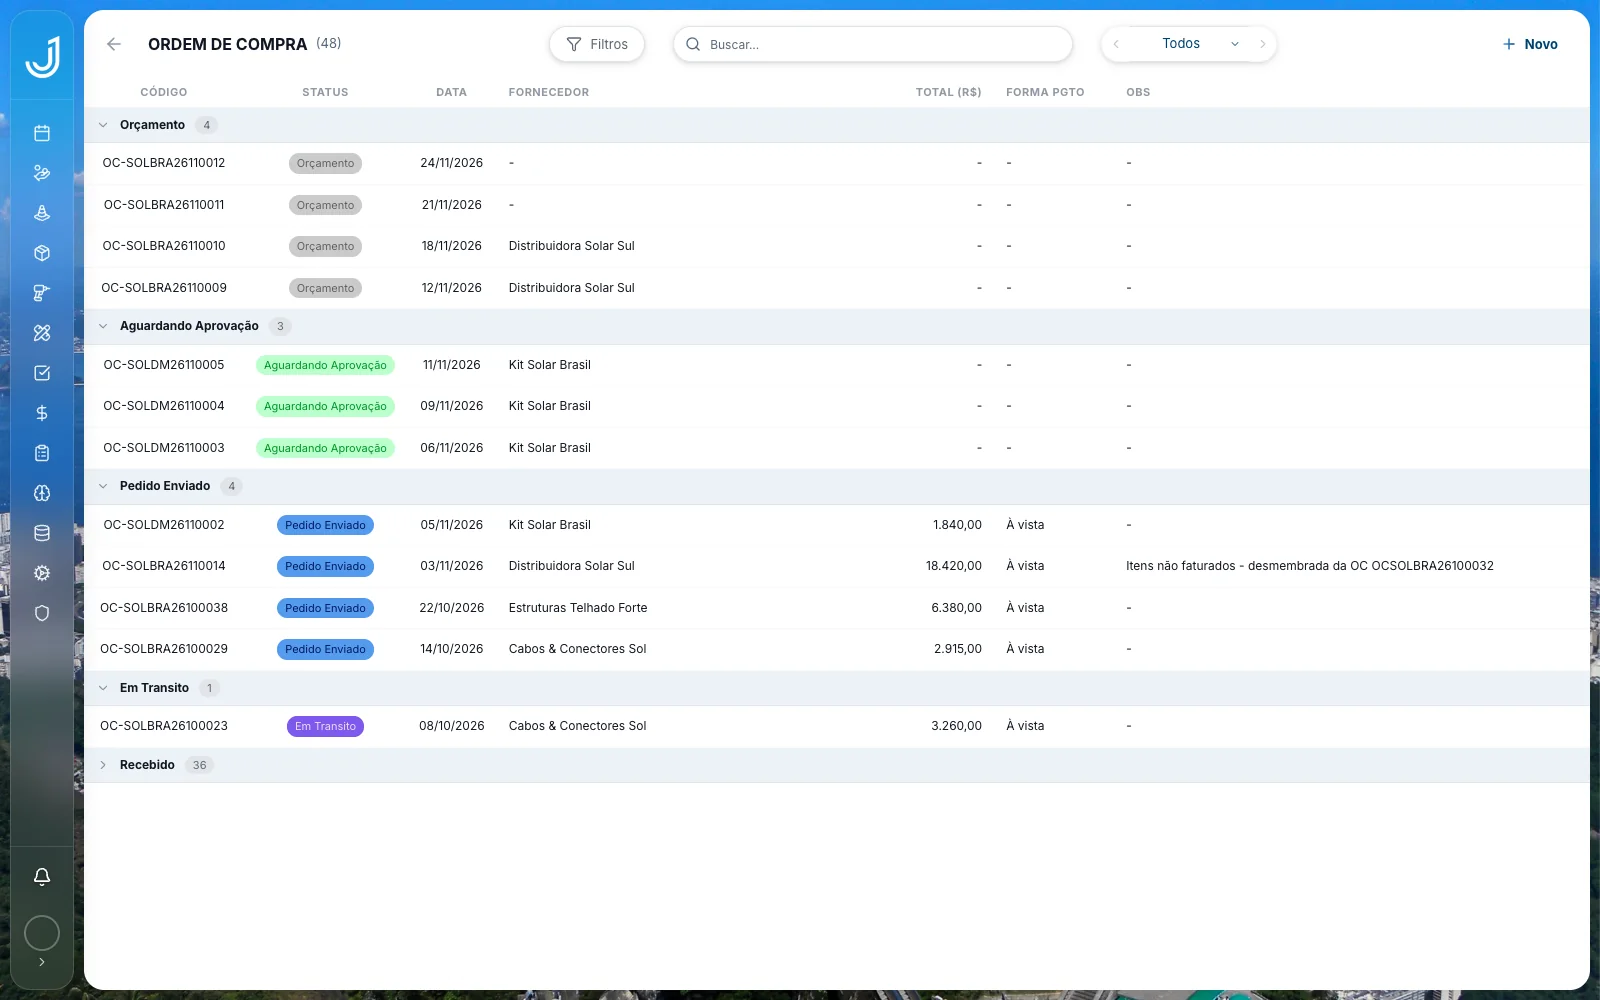 ORDEM DE COMPRA (48) Filtros Buscar... Todos Novo
CÓDIGO STATUS DATA FORNECEDOR TOTAL (R$) FORMA PGTO OBS
Orçamento 4
OC-SOLBRA26110012 Orçamento 24/11/2026 - - - -
OC-SOLBRA26110011 Orçamento 21/11/2026 - - - -
OC-SOLBRA26110010 Orçamento 18/11/2026 Distribuidora Solar Sul - - -
OC-SOLBRA26110009 Orçamento 12/11/2026 Distribuidora Solar Sul - - -
Aguardando Aprovação 3
OC-SOLDM26110005 Aguardando Aprovação 11/11/2026 Kit Solar Brasil - - -
OC-SOLDM26110004 Aguardando Aprovação 09/11/2026 Kit Solar Brasil - - -
OC-SOLDM26110003 Aguardando Aprovação 06/11/2026 Kit Solar Brasil - - -
Pedido Enviado 4
OC-SOLDM26110002 Pedido Enviado 05/11/2026 Kit Solar Brasil 1.840,00 À vista -
OC-SOLBRA26110014 Pedido Enviado 03/11/2026 Distribuidora Solar Sul 18.420,00 À vista Itens não faturados - desmembrada da OC OCSOLBRA26100032
OC-SOLBRA26100038 Pedido Enviado 22/10/2026 Estruturas Telhado Forte 6.380,00 À vista -
OC-SOLBRA26100029 Pedido Enviado 14/10/2026 Cabos & Conectores Sol 2.915,00 À vista -
Em Transito 1
OC-SOLBRA26100023 Em Transito 08/10/2026 Cabos & Conectores Sol 3.260,00 À vista -
Recebido 36